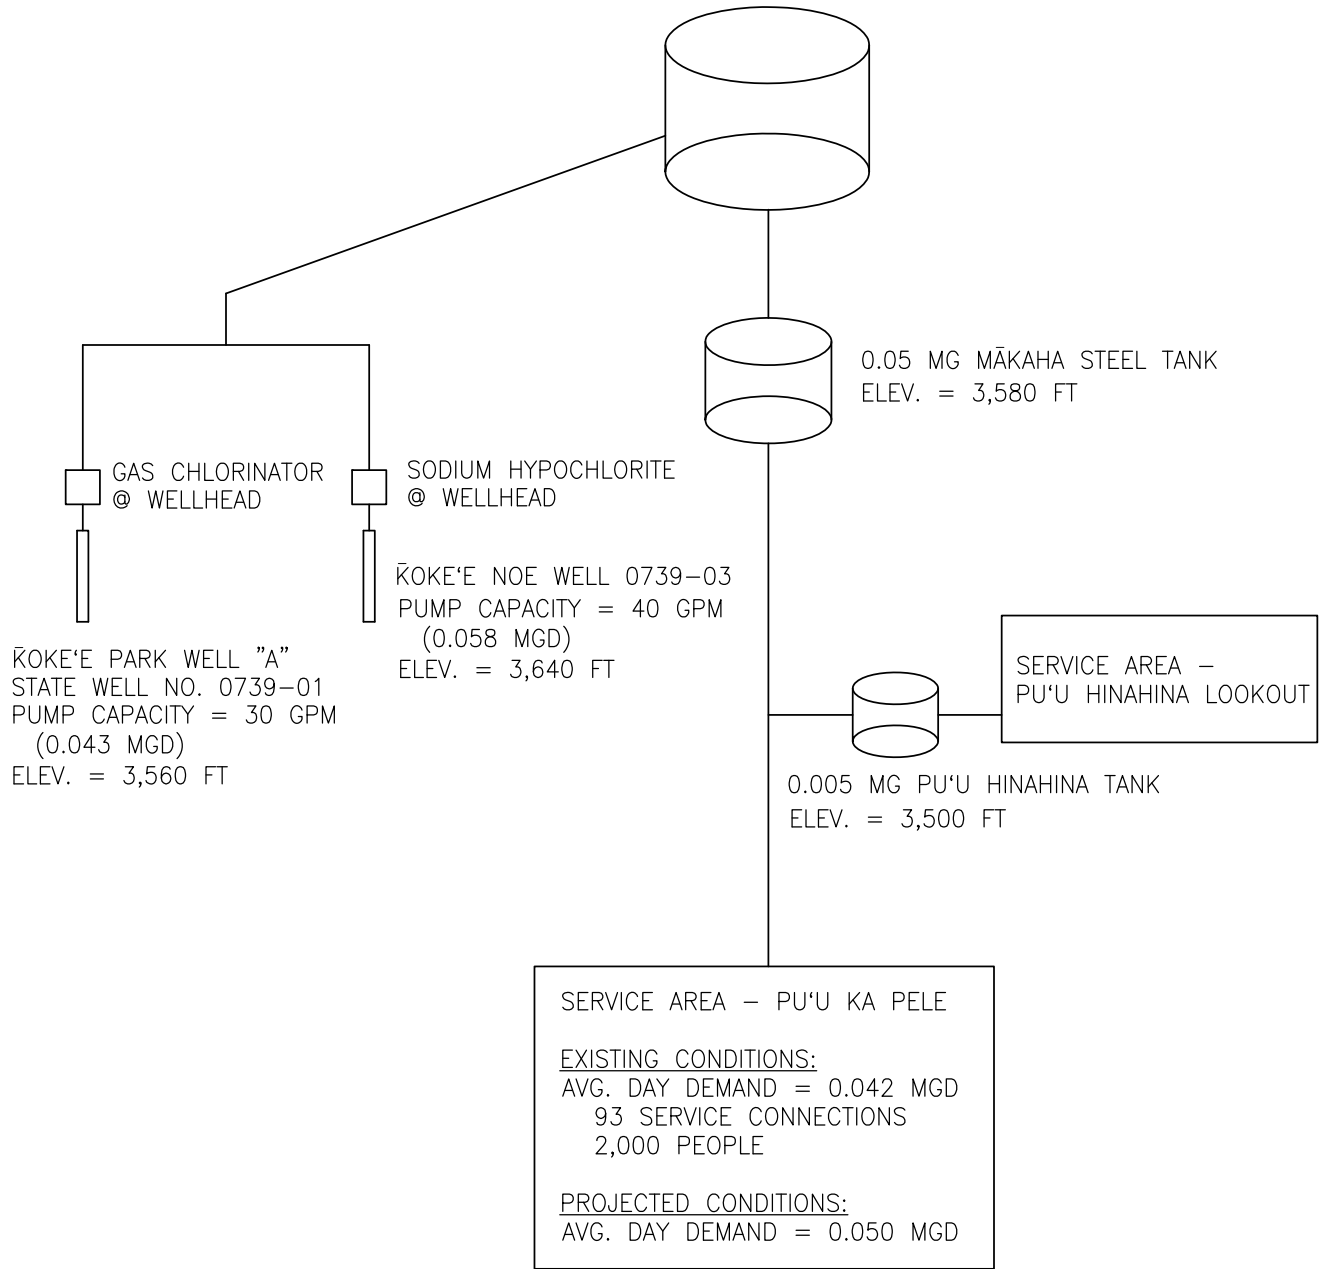 0.05 MG MĀKAHA STEEL TANK
ELEV. = 3,580 FT
GAS CHLORINATOR
@ WELLHEAD
SODIUM HYPOCHLORITE
@ WELLHEAD
K̄OKE‘E NOE WELL 0739–03
PUMP CAPACITY = 40 GPM
(0.058 MGD)
ELEV. = 3,640 FT
K̄OKE‘E PARK WELL ”A”
STATE WELL NO. 0739–01
PUMP CAPACITY = 30 GPM
(0.043 MGD)
ELEV. = 3,560 FT
SERVICE AREA –
PU‘U HINAHINA LOOKOUT
0.005 MG PU‘U HINAHINA TANK
ELEV. = 3,500 FT
SERVICE AREA – PU‘U KA PELE
EXISTING CONDITIONS:
AVG. DAY DEMAND = 0.042 MGD
93 SERVICE CONNECTIONS
2,000 PEOPLE
PROJECTED CONDITIONS:
AVG. DAY DEMAND = 0.050 MGD